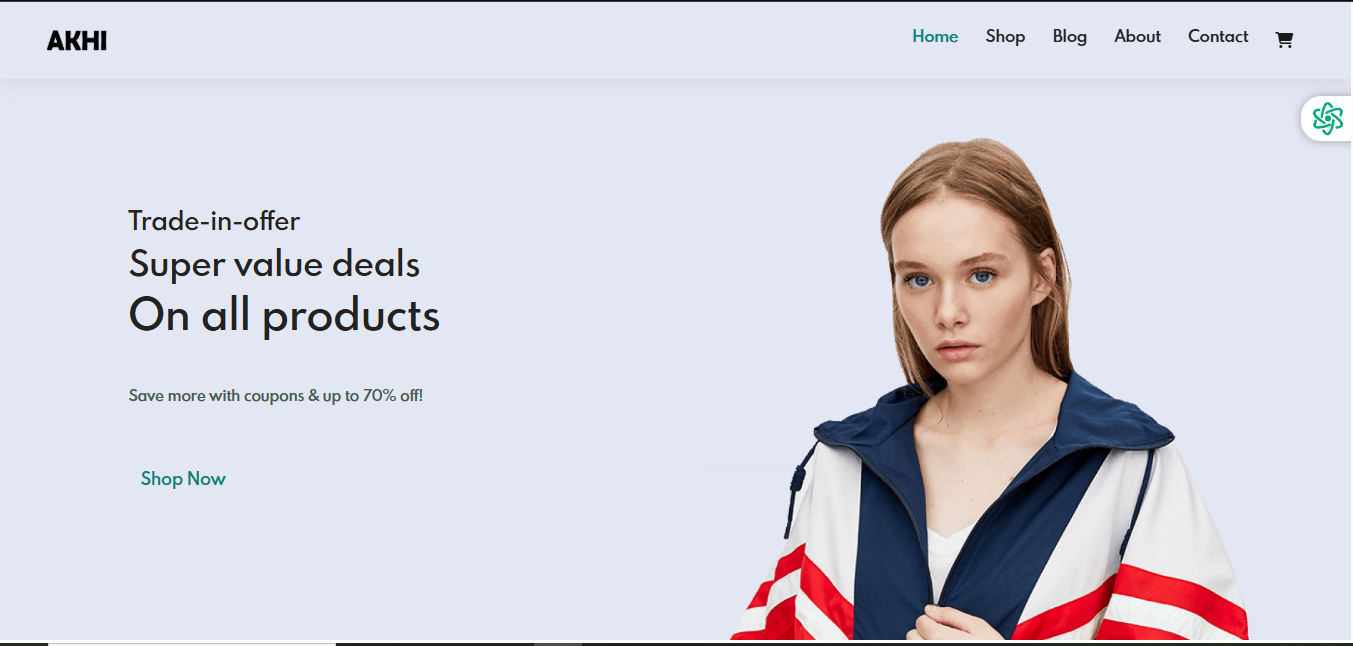 AKHI
Home Shop Blog About Contact
Trade-in-offer
Super value deals
On all products
Save more with coupons & up to 70% off!
Shop Now